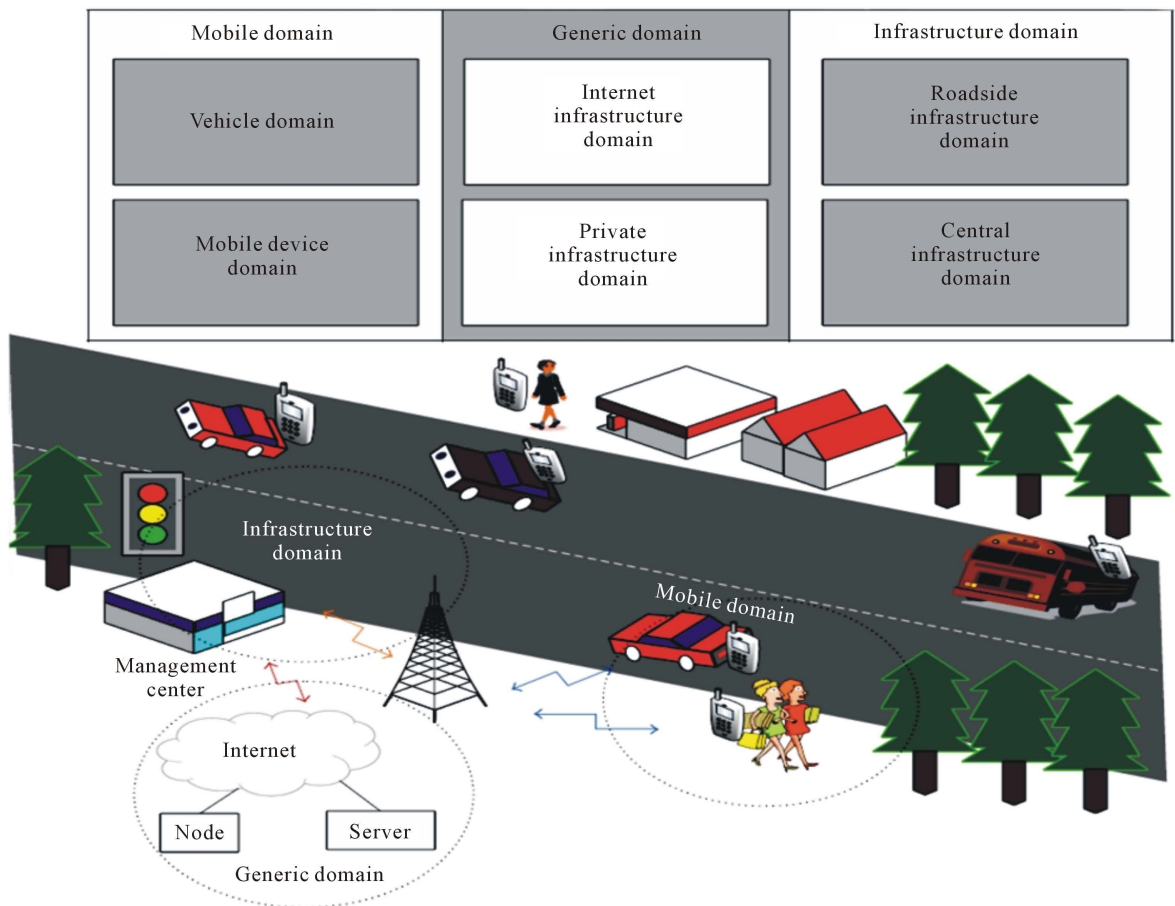 Mobile domain
Generic domain
Infrastructure domain
Vehicle domain
Internet
infrastructure
domain
Roadside
infrastructure
domain
Mobile device
domain
Private
infrastructure
domain
Central
infrastructure
domain
Infrastructure
domain
Mobile domain
Management
center
Internet
Node
Server
Generic domain